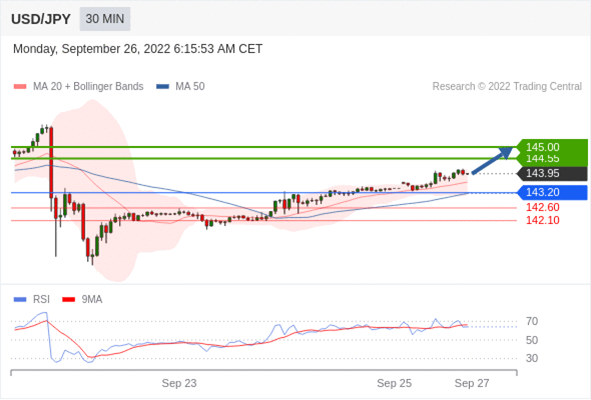 USD/JPY 30 MIN
Monday, September 26, 2022 6:15:53 AM CET
MA 20 + Bollinger Bands MA 50 Research © 2022 Trading Central
145.00
144.55
143.95
143.20
142.60
142.10
RSI 9MA
70
50
30
Sep 23 Sep 25 Sep 27